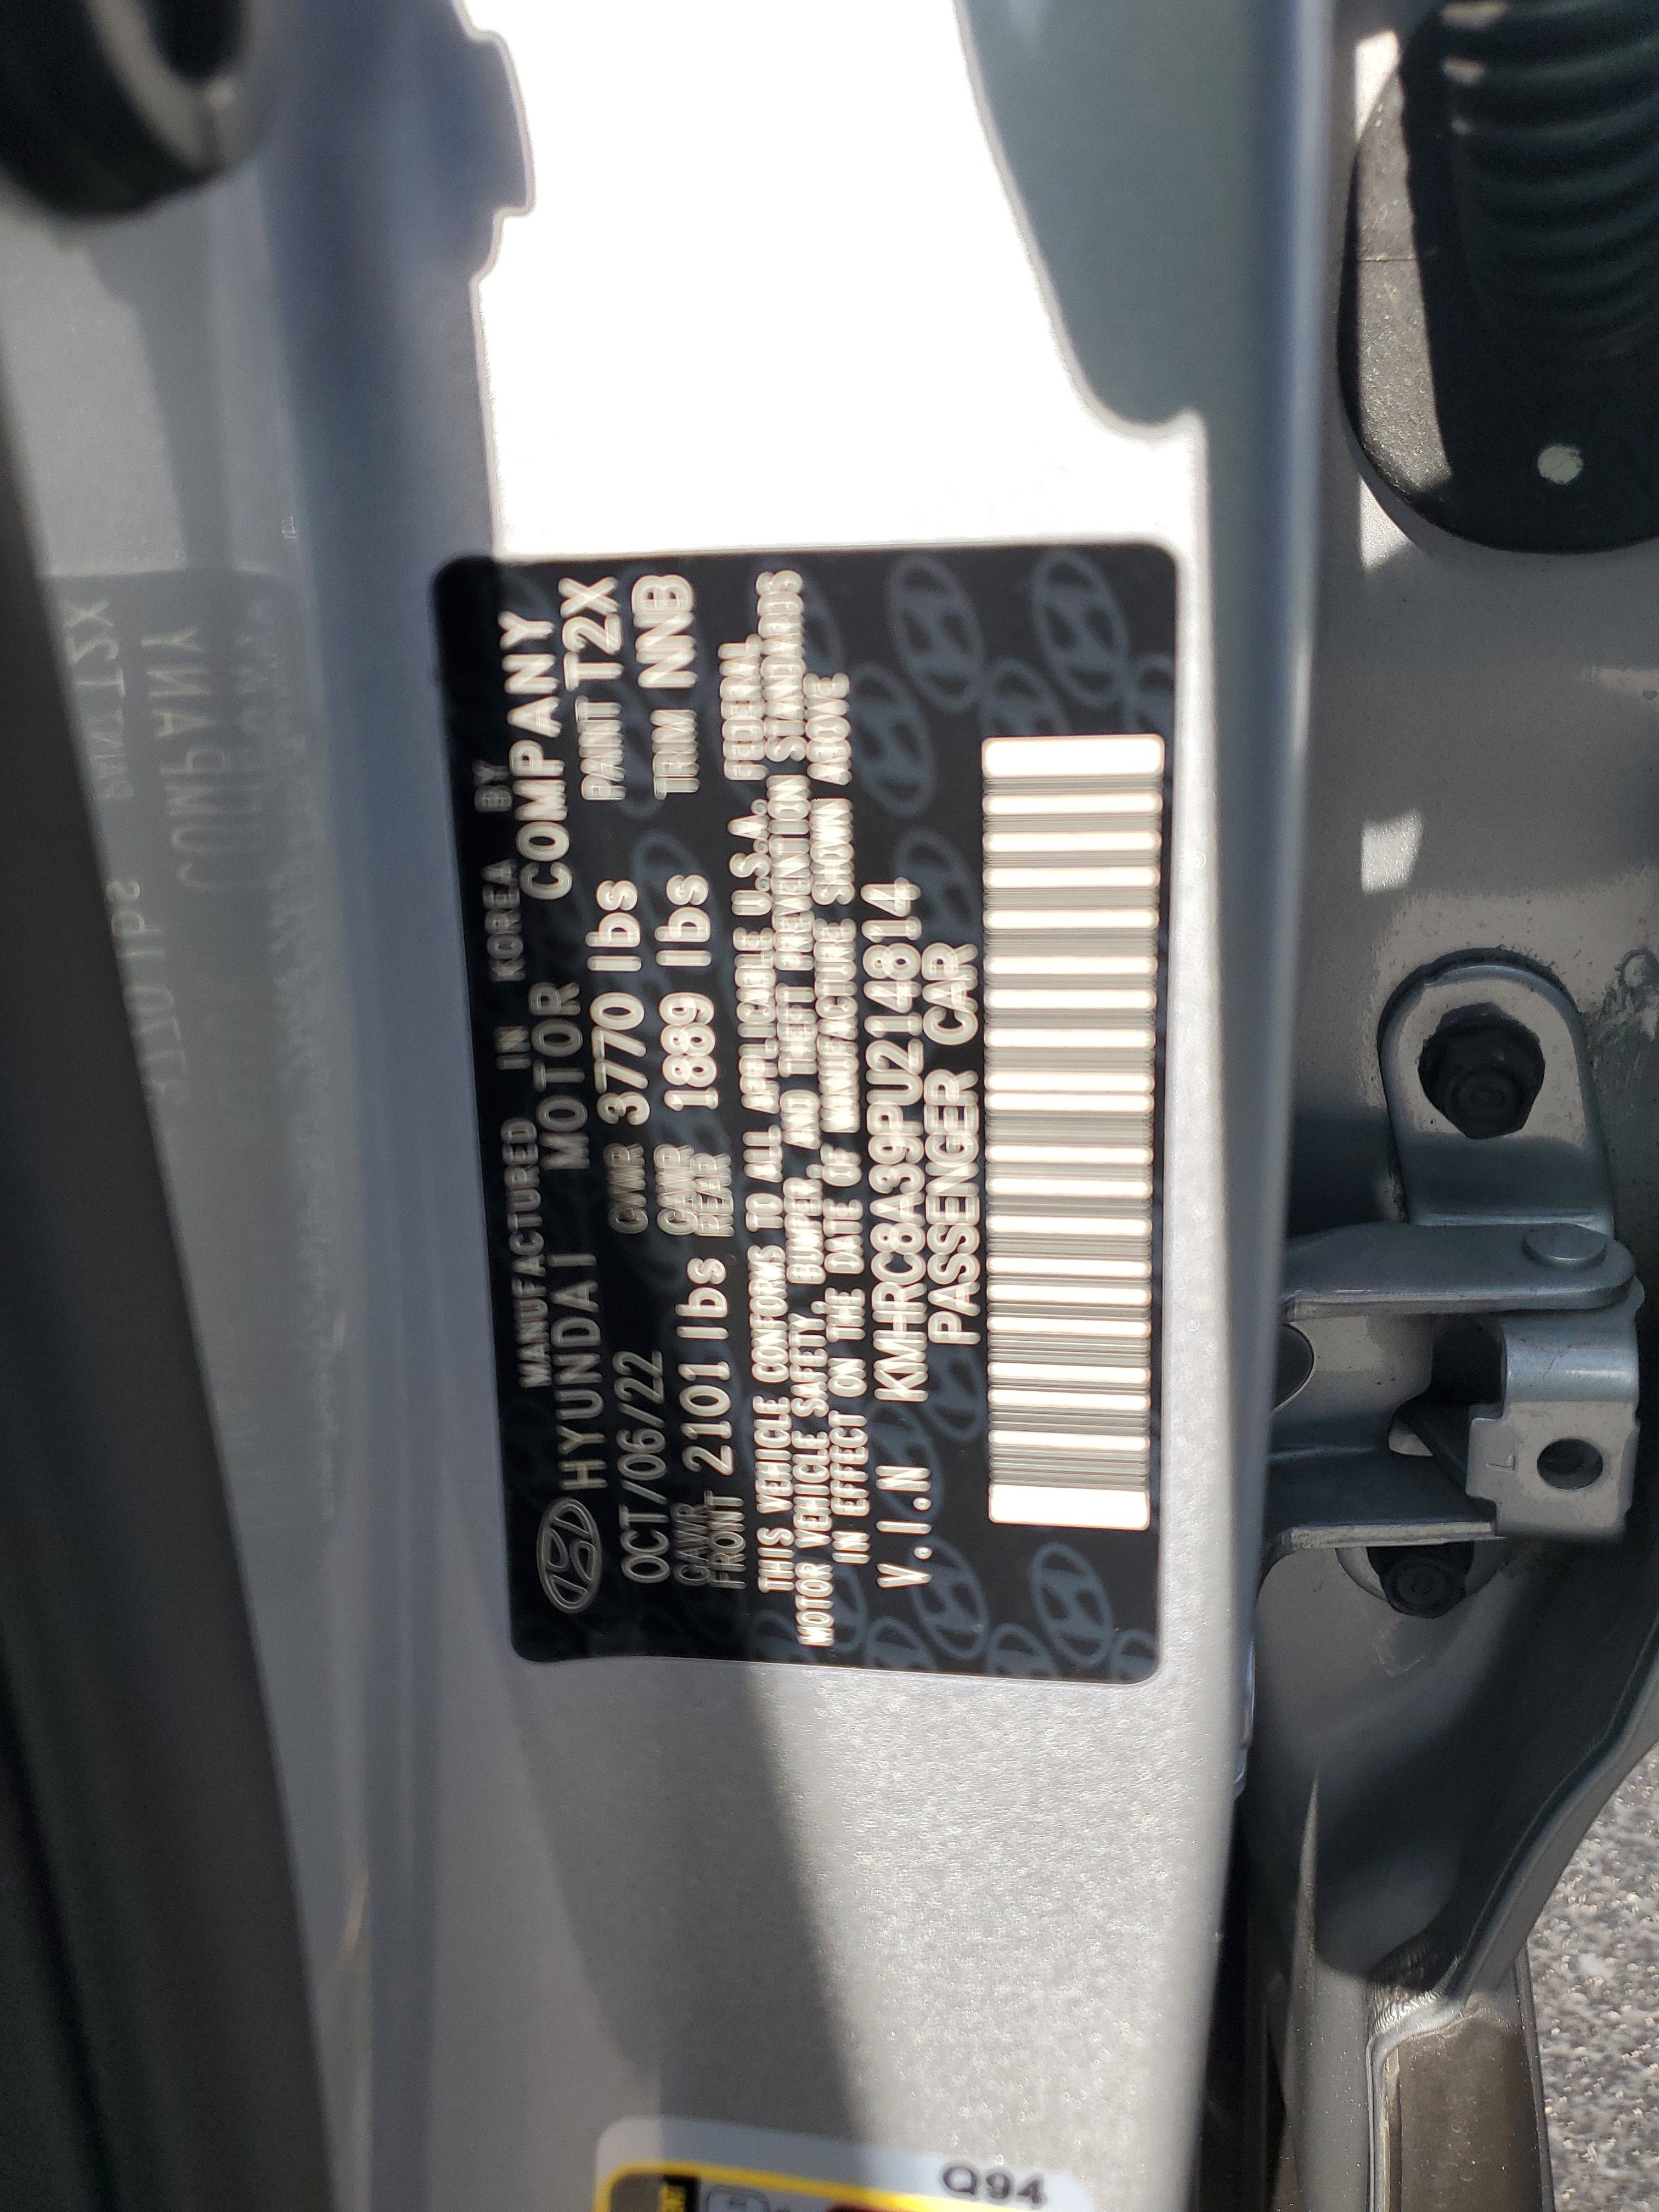 MANUFACTURED IN KOREA BY
HYUNDAI MOTOR COMPANY
OCT/06/22 GVWR 3770 lbs PAINT T2X
GAWR FRONT 2101 lbs GAWR REAR 1889 lbs TRIM NNB
THIS VEHICLE CONFORMS TO ALL APPLICABLE U.S.A. FEDERAL
MOTOR VEHICLE SAFETY, BUMPER, AND THEFT PREVENTION STANDARDS
IN EFFECT ON THE DATE OF MANUFACTURE SHOWN ABOVE
V.I.N KMHRC8A39PU214814
PASSENGER CAR
Q94
L